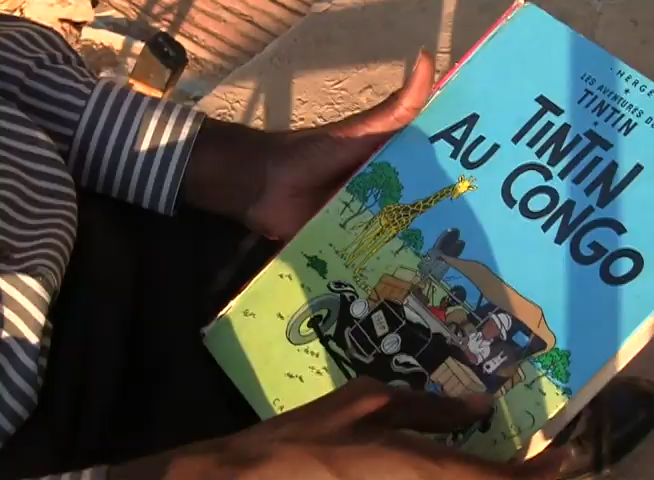 HERGÉ
LES AVENTURES DE
TINTIN
TINTIN
AU CONGO